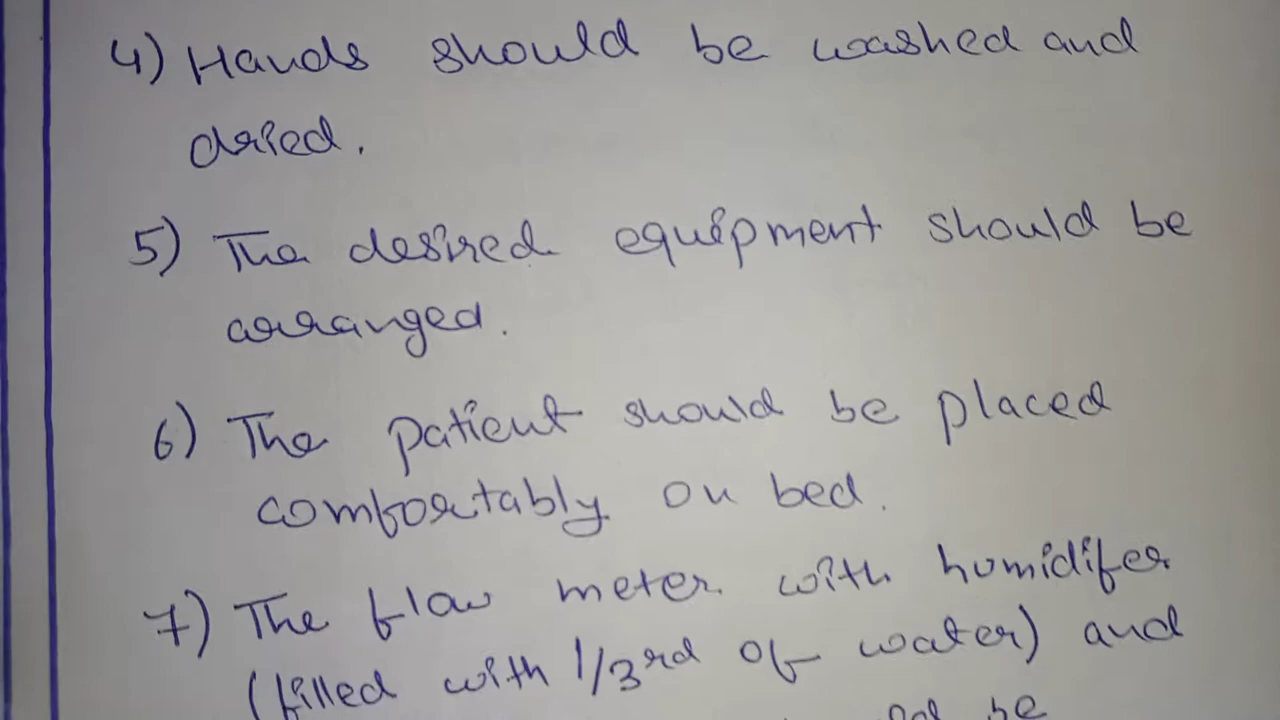 4) Hands should be washed and
dried.
5) The desired equipment should be
arranged.
6) The patient should be placed
comfortably on bed.
7) The flow meter with humidifer
(filled with 1/3rd of water) and
be